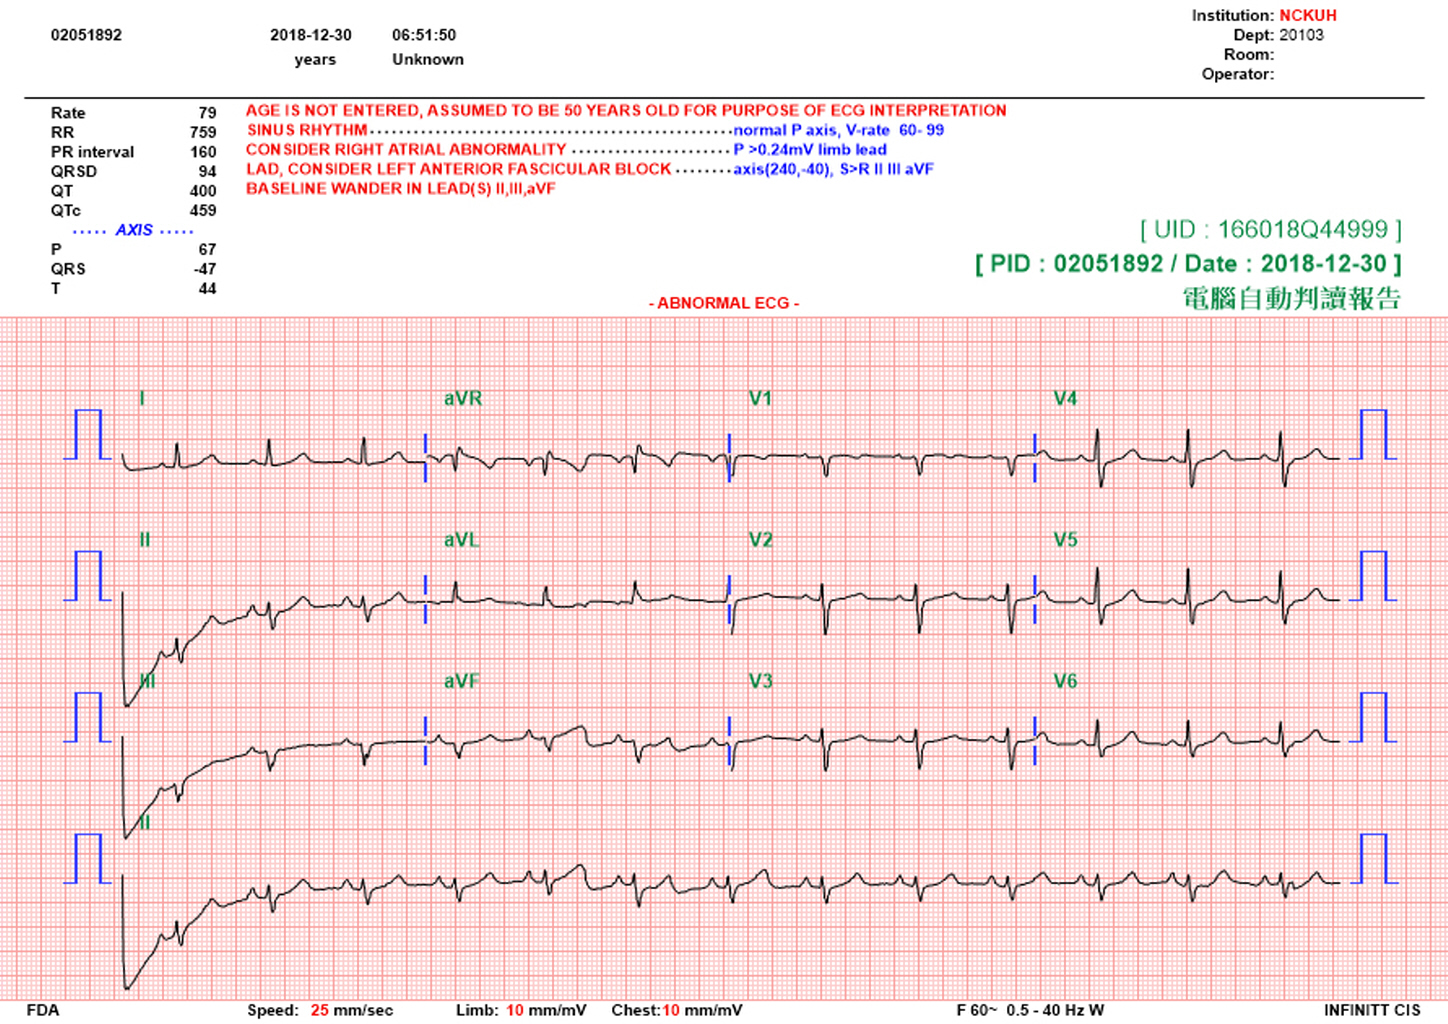 Institution: NCKUH
02051892 2018-12-30 06:51:50 Dept: 20103
years Unknown Room:
Operator:
Rate 79 AGE IS NOT ENTERED, ASSUMED TO BE 50 YEARS OLD FOR PURPOSE OF ECG INTERPRETATION
RR 759 SINUS RHYTHM normal P axis, V-rate 60- 99
PR interval 160 CONSIDER RIGHT ATRIAL ABNORMALITY P >0.24mV limb lead
QRSD 94 LAD, CONSIDER LEFT ANTERIOR FASCICULAR BLOCK axis(240,-40), S>R II III aVF
QT 400 BASELINE WANDER IN LEAD(S) II,III,aVF
QTc 459
..... AXIS .....
P 67
QRS -47
T 44
[ UID : 166018Q44999 ]
[ PID : 02051892 / Date : 2018-12-30 ]
電腦自動判讀報告
- ABNORMAL ECG -
I aVR V1 V4
II aVL V2 V5
III aVF V3 V6
II
FDA Speed: 25 mm/sec Limb: 10 mm/mV Chest:10 mm/mV F 60~ 0.5 - 40 Hz W INFINITT CIS